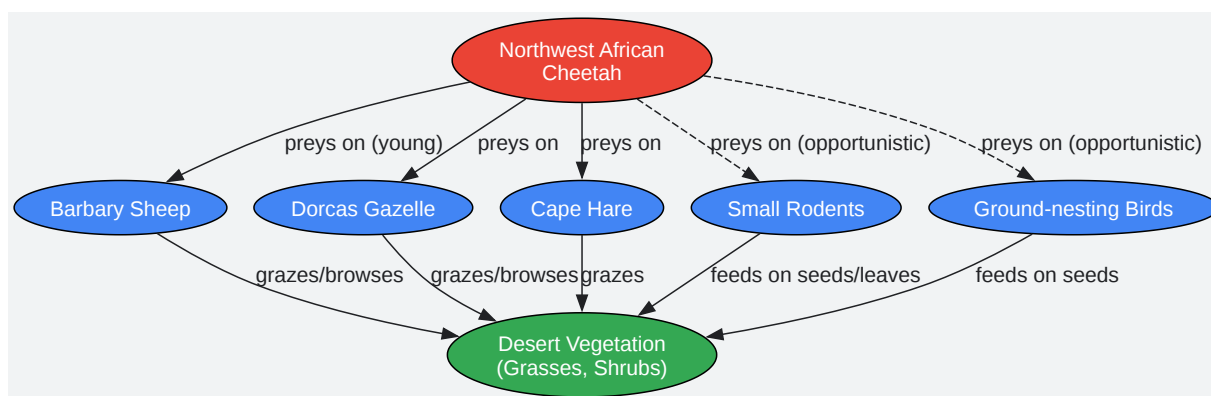 Northwest African
Cheetah
preys on (young)
preys on
preys on
preys on (opportunistic)
preys on (opportunistic)
Barbary Sheep
Dorcas Gazelle
Cape Hare
Small Rodents
Ground-nesting Birds
grazes/browses
grazes/browses
grazes
feeds on seeds/leaves
feeds on seeds
Desert Vegetation
(Grasses, Shrubs)